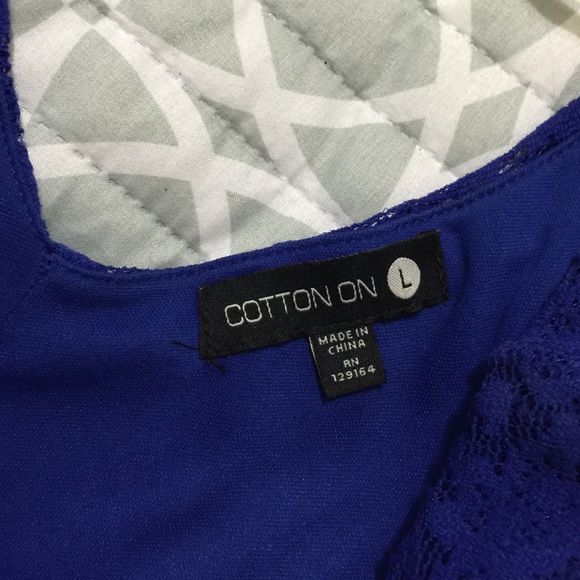 COTTON ON L
MADE IN
CHINA
RN
129164